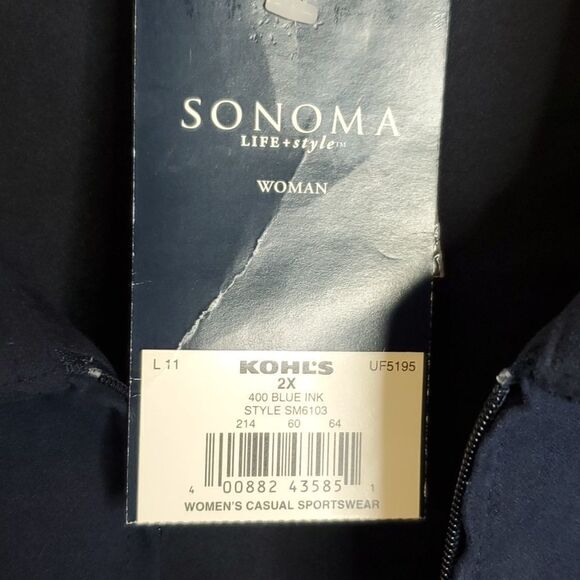 SONOMA
LIFE+style™
WOMAN
L 11 KOHL'S UF5195
2X
400 BLUE INK
STYLE SM6103
214 60 64
4 00882 43585 1
WOMEN'S CASUAL SPORTSWEAR